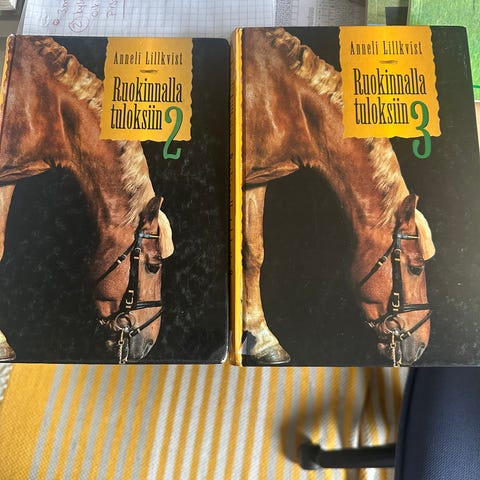 Anneli Lillkvist
Ruokinnalla
tuloksiin 2
Anneli Lillkvist
Ruokinnalla
tuloksiin 3